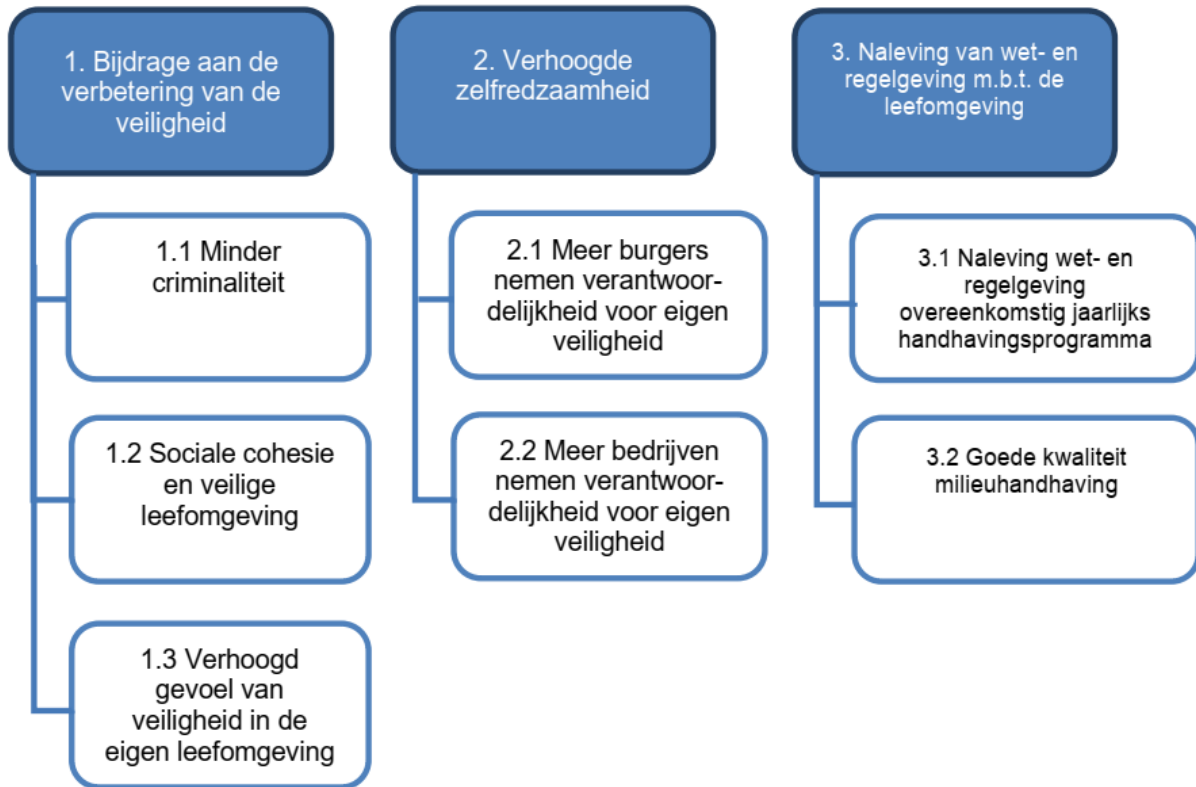 1. Bijdrage aan de
verbetering van de
veiligheid
1.1 Minder
criminaliteit
1.2 Sociale cohesie
en veilige
leefomgeving
1.3 Verhoogd
gevoel van
veiligheid in de
eigen leefomgeving
2. Verhoogde
zelfredzaamheid
2.1 Meer burgers
nemen verantwoor-
delijkheid voor eigen
veiligheid
2.2 Meer bedrijven
nemen verantwoor-
delijkheid voor eigen
veiligheid
3. Naleving van wet- en
regelgeving m.b.t. de
leefomgeving
3.1 Naleving wet- en
regelgeving
overeenkomstig jaarlijks
handhavingsprogramma
3.2 Goede kwaliteit
milieuhandhaving